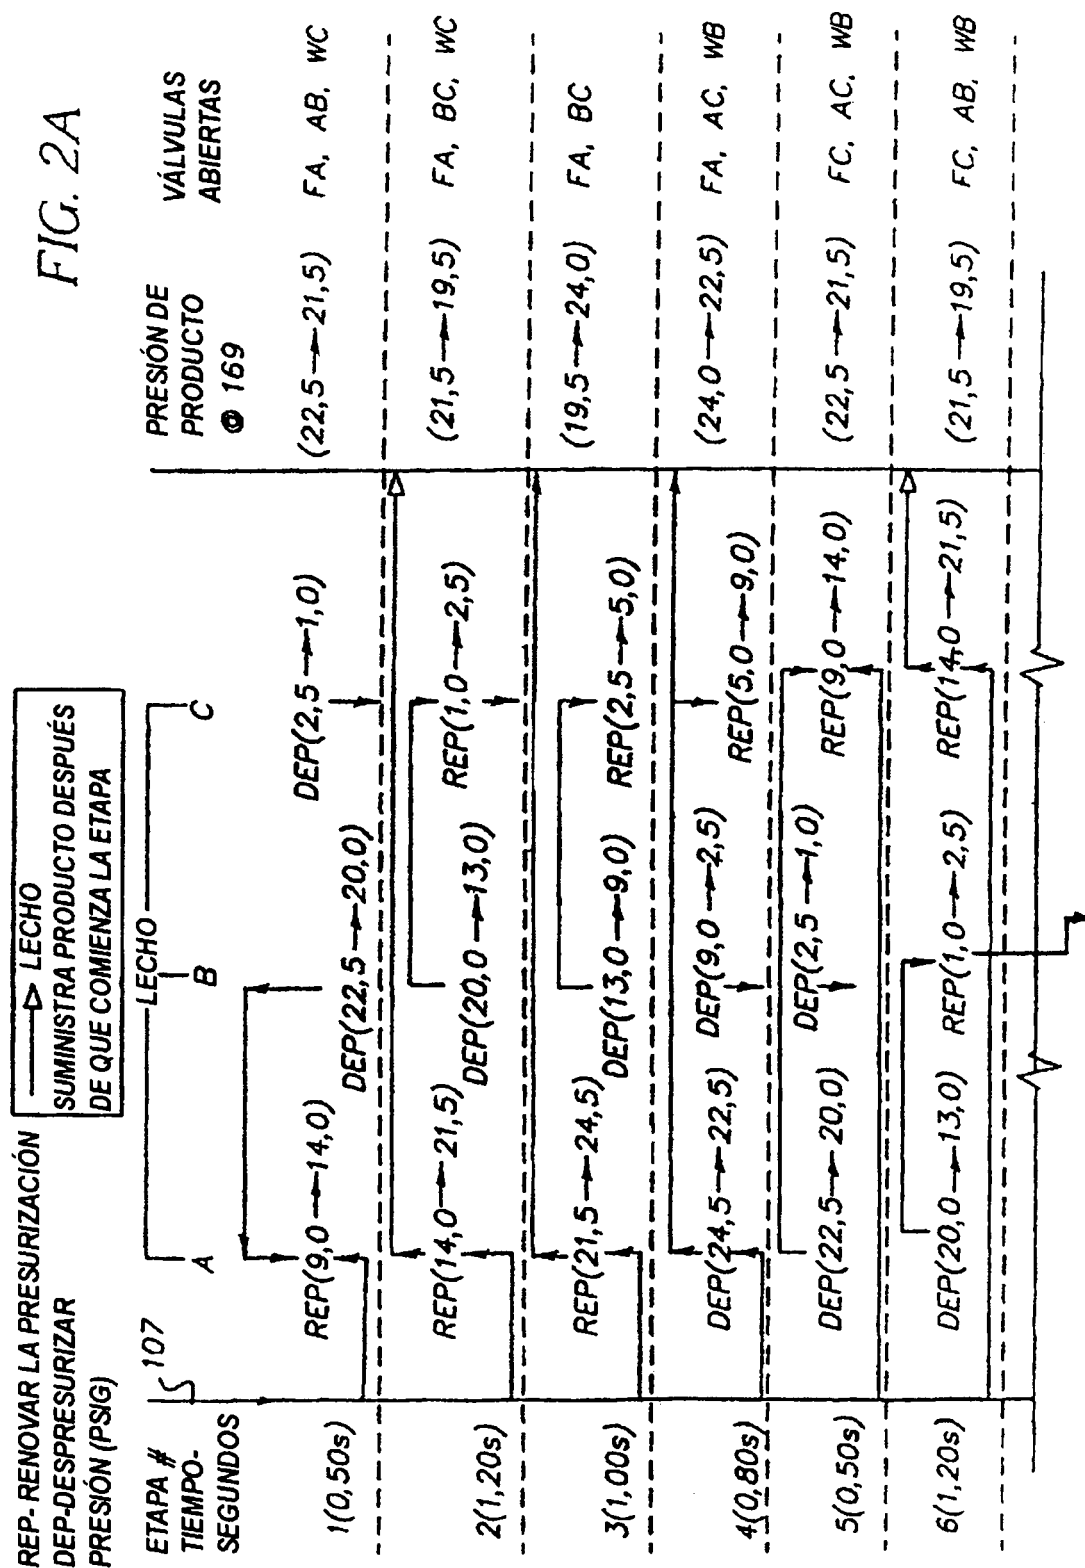 FIG. 2A
REP- RENOVAR LA PRESURIZACIÓN
DEP-DESPRESURIZAR
PRESIÓN (PSIG)
LECHO
SUMINISTRA PRODUCTO DESPUÉS
DE QUE COMIENZA LA ETAPA
ETAPA #
TIEMPO-
SEGUNDOS
107
LECHO
A
B
C
PRESIÓN DE
PRODUCTO
@ 169
VÁLVULAS
ABIERTAS
1(0,50s) REP(9,0→14,0) DEP(22,5→20,0) DEP(2,5→1,0) (22,5→21,5) FA, AB, WC
2(1,20s) REP(14,0→21,5) DEP(20,0→13,0) REP(1,0→2,5) (21,5→19,5) FA, BC, WC
3(1,00s) REP(21,5→24,5) DEP(13,0→9,0) REP(2,5→5,0) (19,5→24,0) FA, BC
4(0,80s) DEP(24,5→22,5) DEP(9,0→2,5) REP(5,0→9,0) (24,0→22,5) FA, AC, WB
5(0,50s) DEP(22,5→20,0) DEP(2,5→1,0) REP(9,0→14,0) (22,5→21,5) FC, AC, WB
6(1,20s) DEP(20,0→13,0) REP(1,0→2,5) REP(14,0→21,5) (21,5→19,5) FC, AB, WB